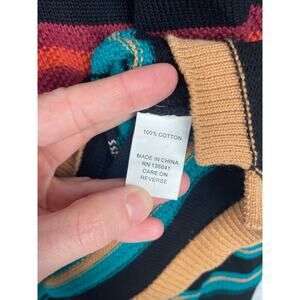 100% COTTON
MADE IN CHINA
RN 136641
CARE ON
REVERSE